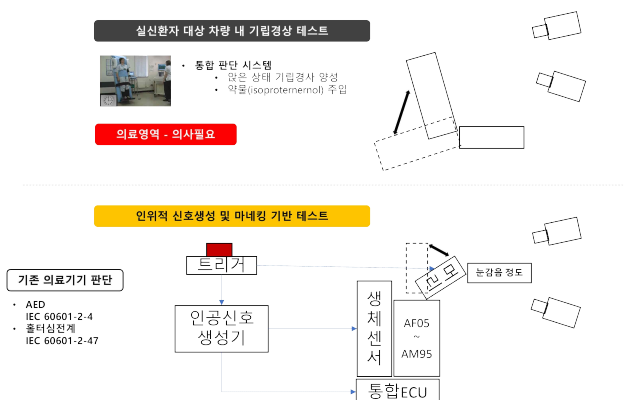 실신환자 대상 차량 내 기립경상 테스트
• 통합 판단 시스템
• 앉은 상태 기립경사 양성
• 약물(isoproternernol) 주입
의료영역 - 의사필요
인위적 신호생성 및 마네킹 기반 테스트
트리거
눈감음 정도
기존 의료기기 판단
• AED
IEC 60601-2-4
• 홀터심전계
IEC 60601-2-47
인공신호
생성기
생체센서
AF05
~
AM95
통합ECU